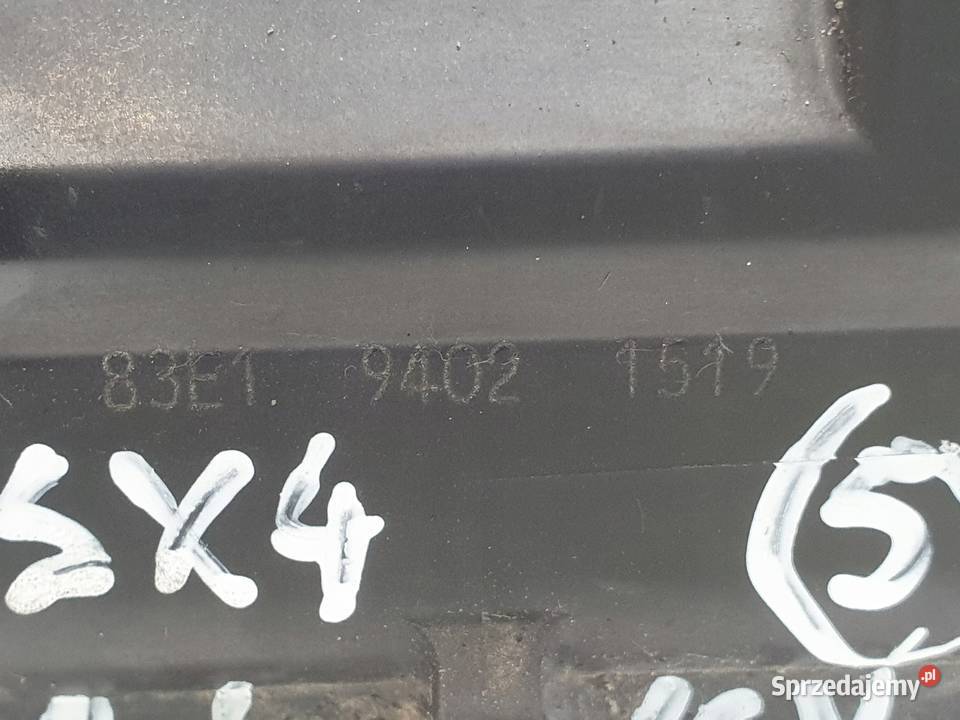 83E1 9402 1519
SX4 (5
Sprzedajemy.pl